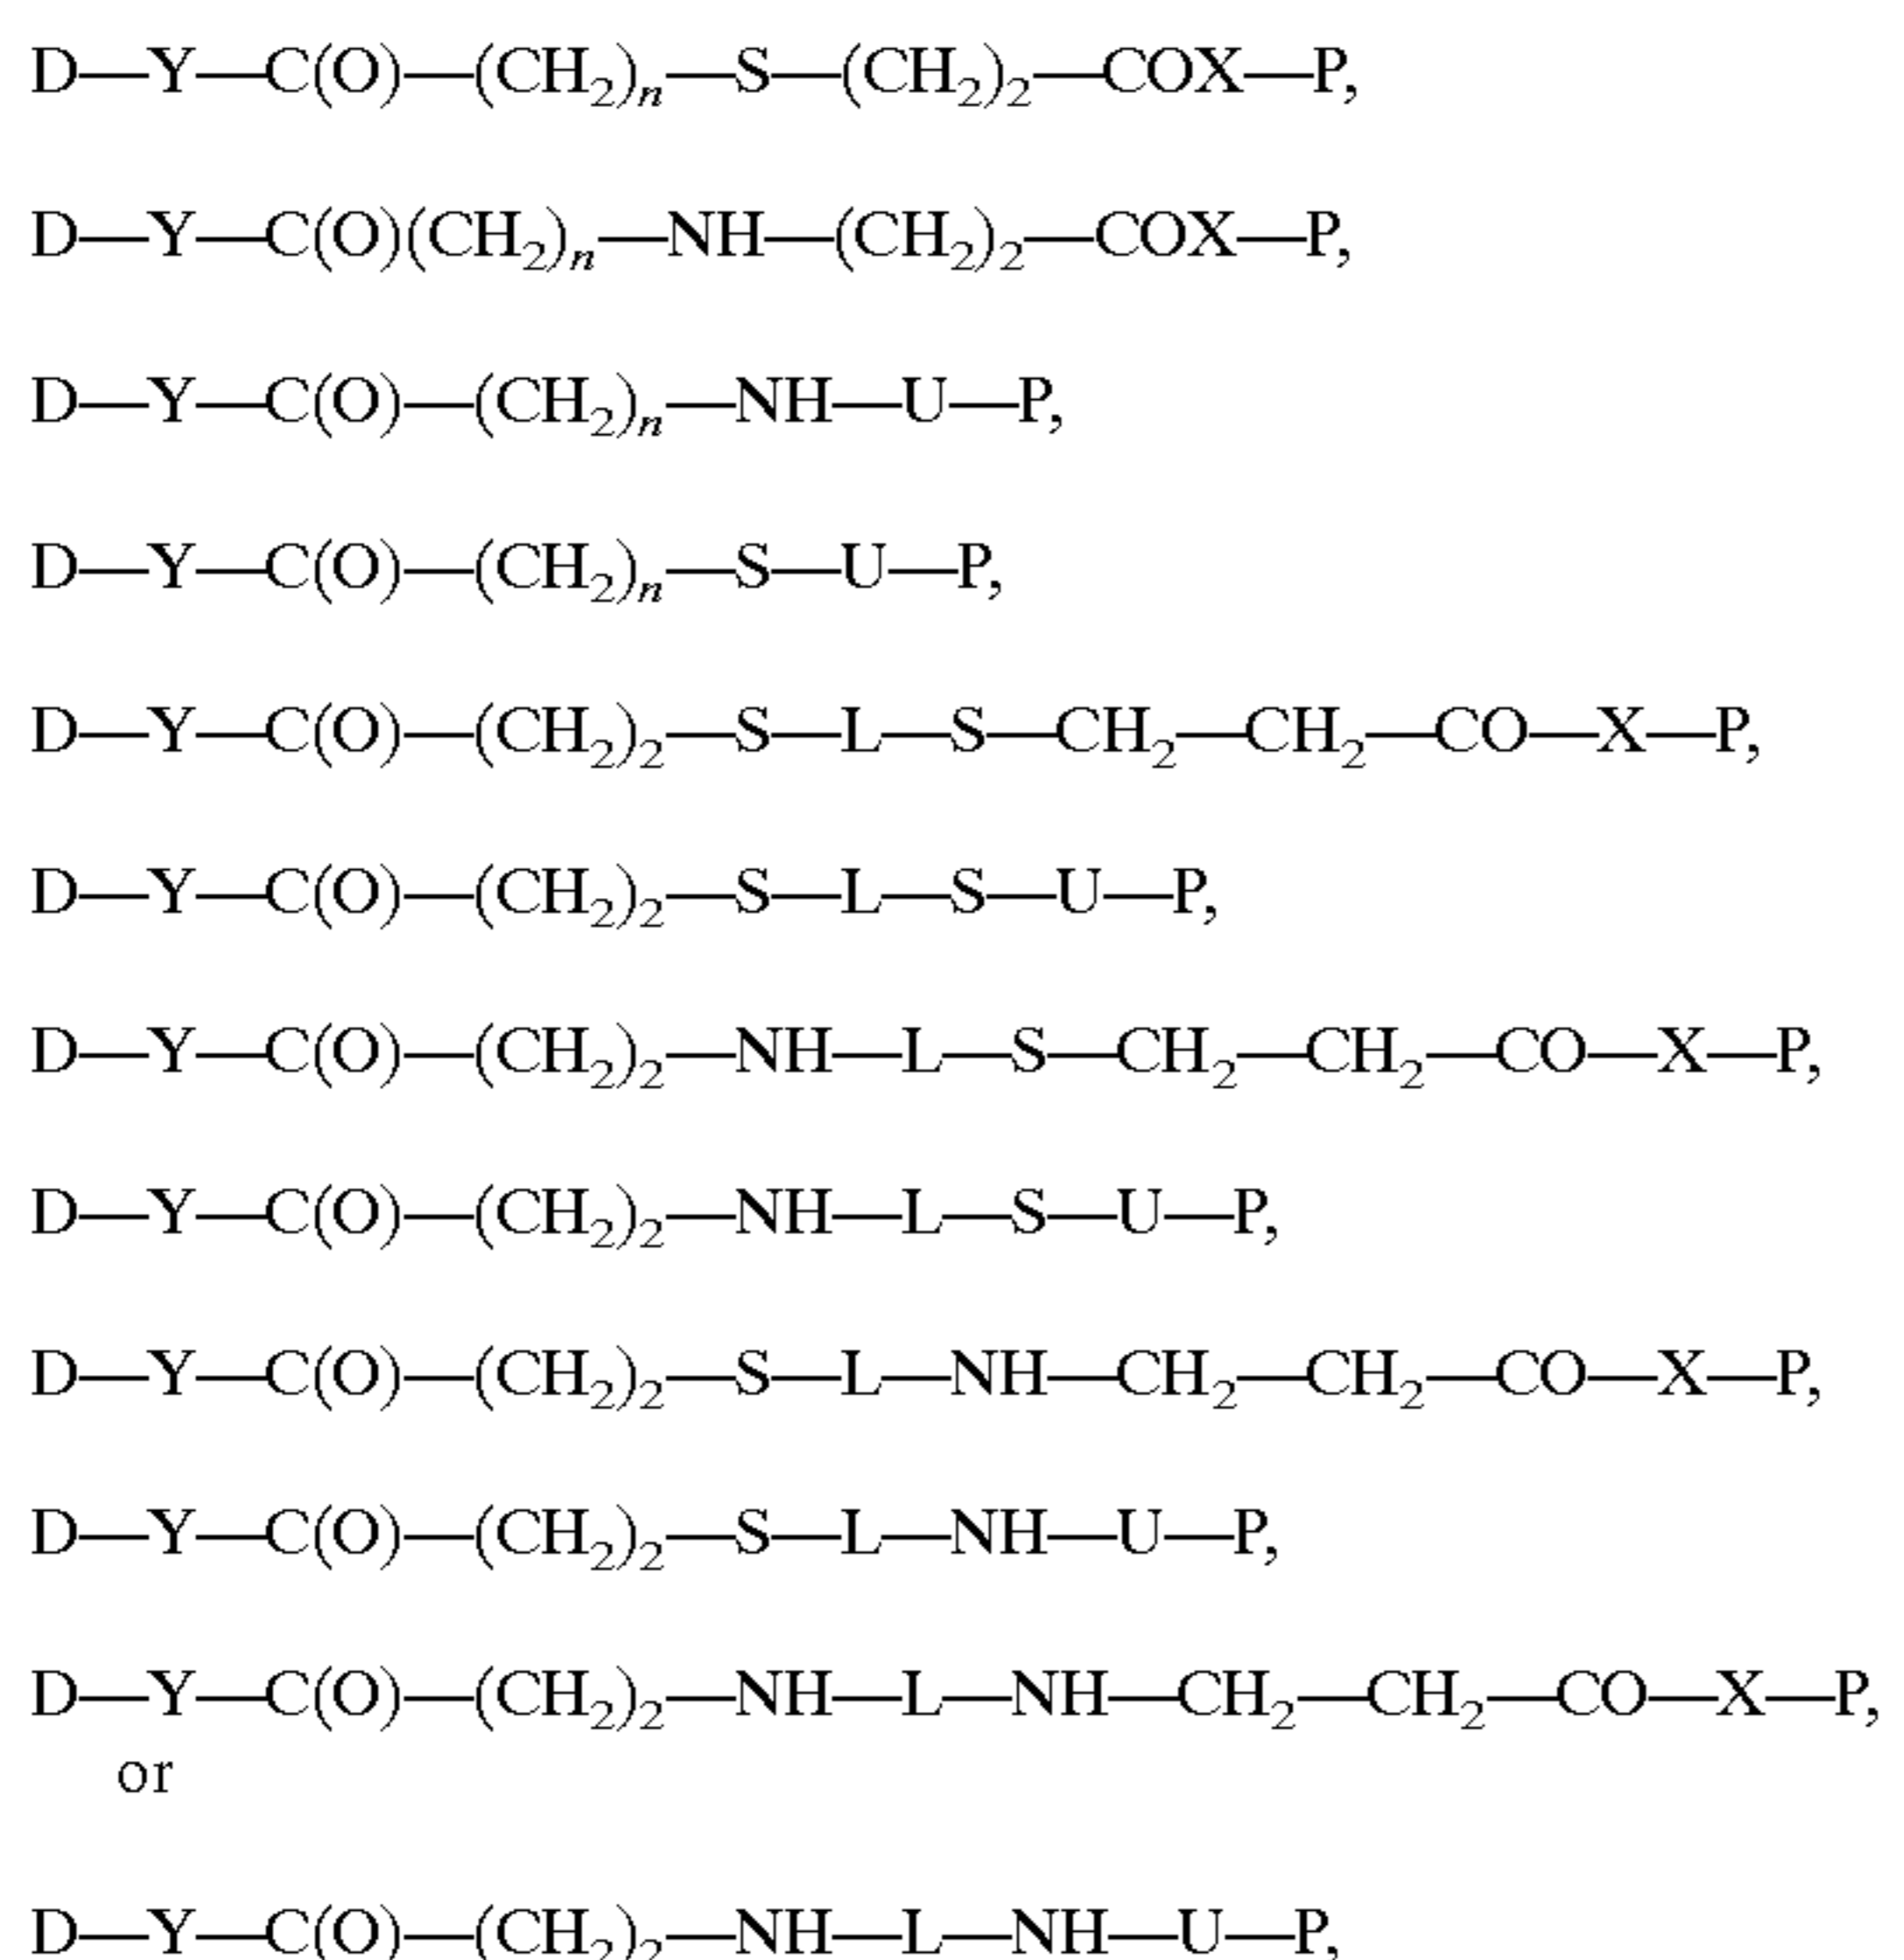 D—Y—C(O)—(CH₂)ₙ—S—(CH₂)₂—COX—P,
D—Y—C(O)(CH₂)ₙ—NH—(CH₂)₂—COX—P,
D—Y—C(O)—(CH₂)ₙ—NH—U—P,
D—Y—C(O)—(CH₂)ₙ—S—U—P,
D—Y—C(O)—(CH₂)₂—S—L—S—CH₂—CH₂—CO—X—P,
D—Y—C(O)—(CH₂)₂—S—L—S—U—P,
D—Y—C(O)—(CH₂)₂—NH—L—S—CH₂—CH₂—CO—X—P,
D—Y—C(O)—(CH₂)₂—NH—L—S—U—P,
D—Y—C(O)—(CH₂)₂—S—L—NH—CH₂—CH₂—CO—X—P,
D—Y—C(O)—(CH₂)₂—S—L—NH—U—P,
D—Y—C(O)—(CH₂)₂—NH—L—NH—CH₂—CH₂—CO—X—P,
or
D—Y—C(O)—(CH₂)₂—NH—L—NH—U—P,